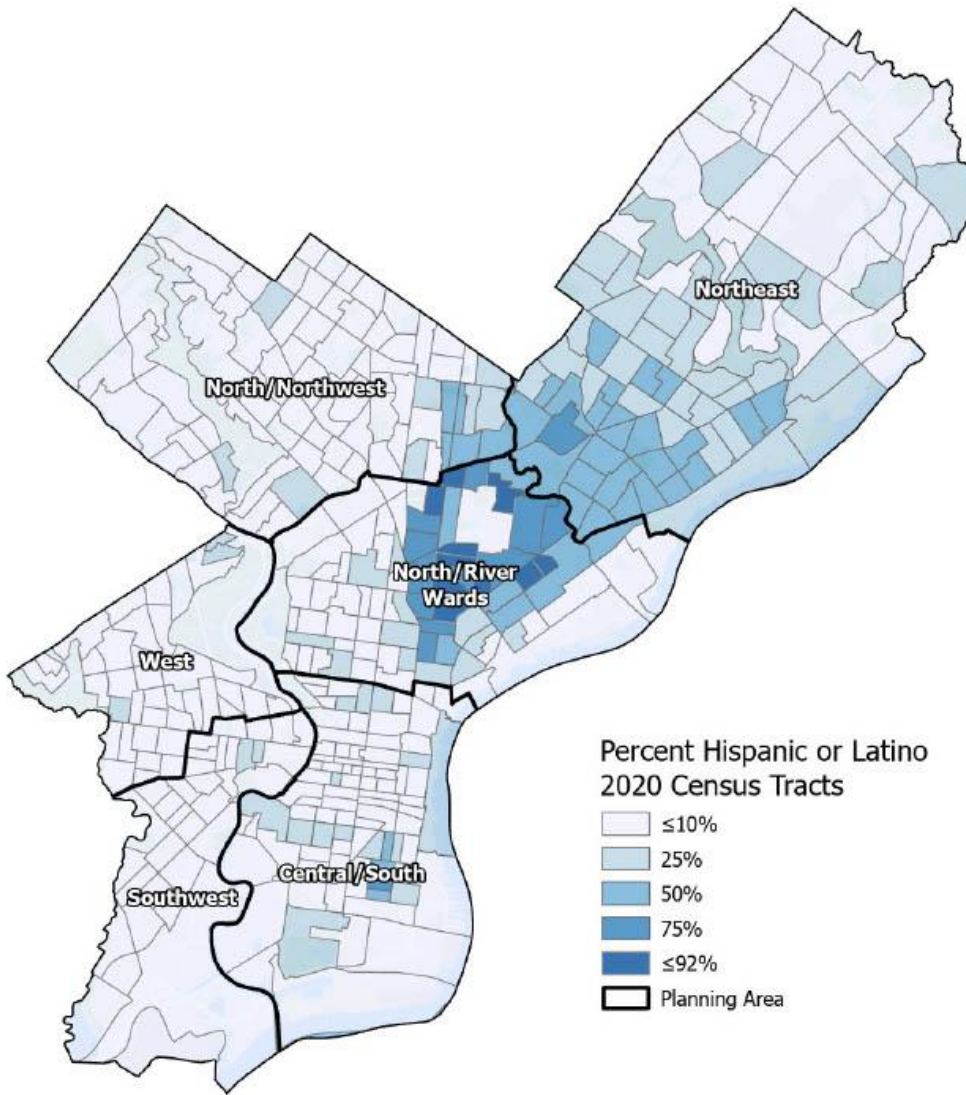 Northeast
North/Northwest
North/River
Wards
West
Percent Hispanic or Latino
2020 Census Tracts
≤10%
25%
50%
75%
≤92%
Planning Area
Central/South
Southwest